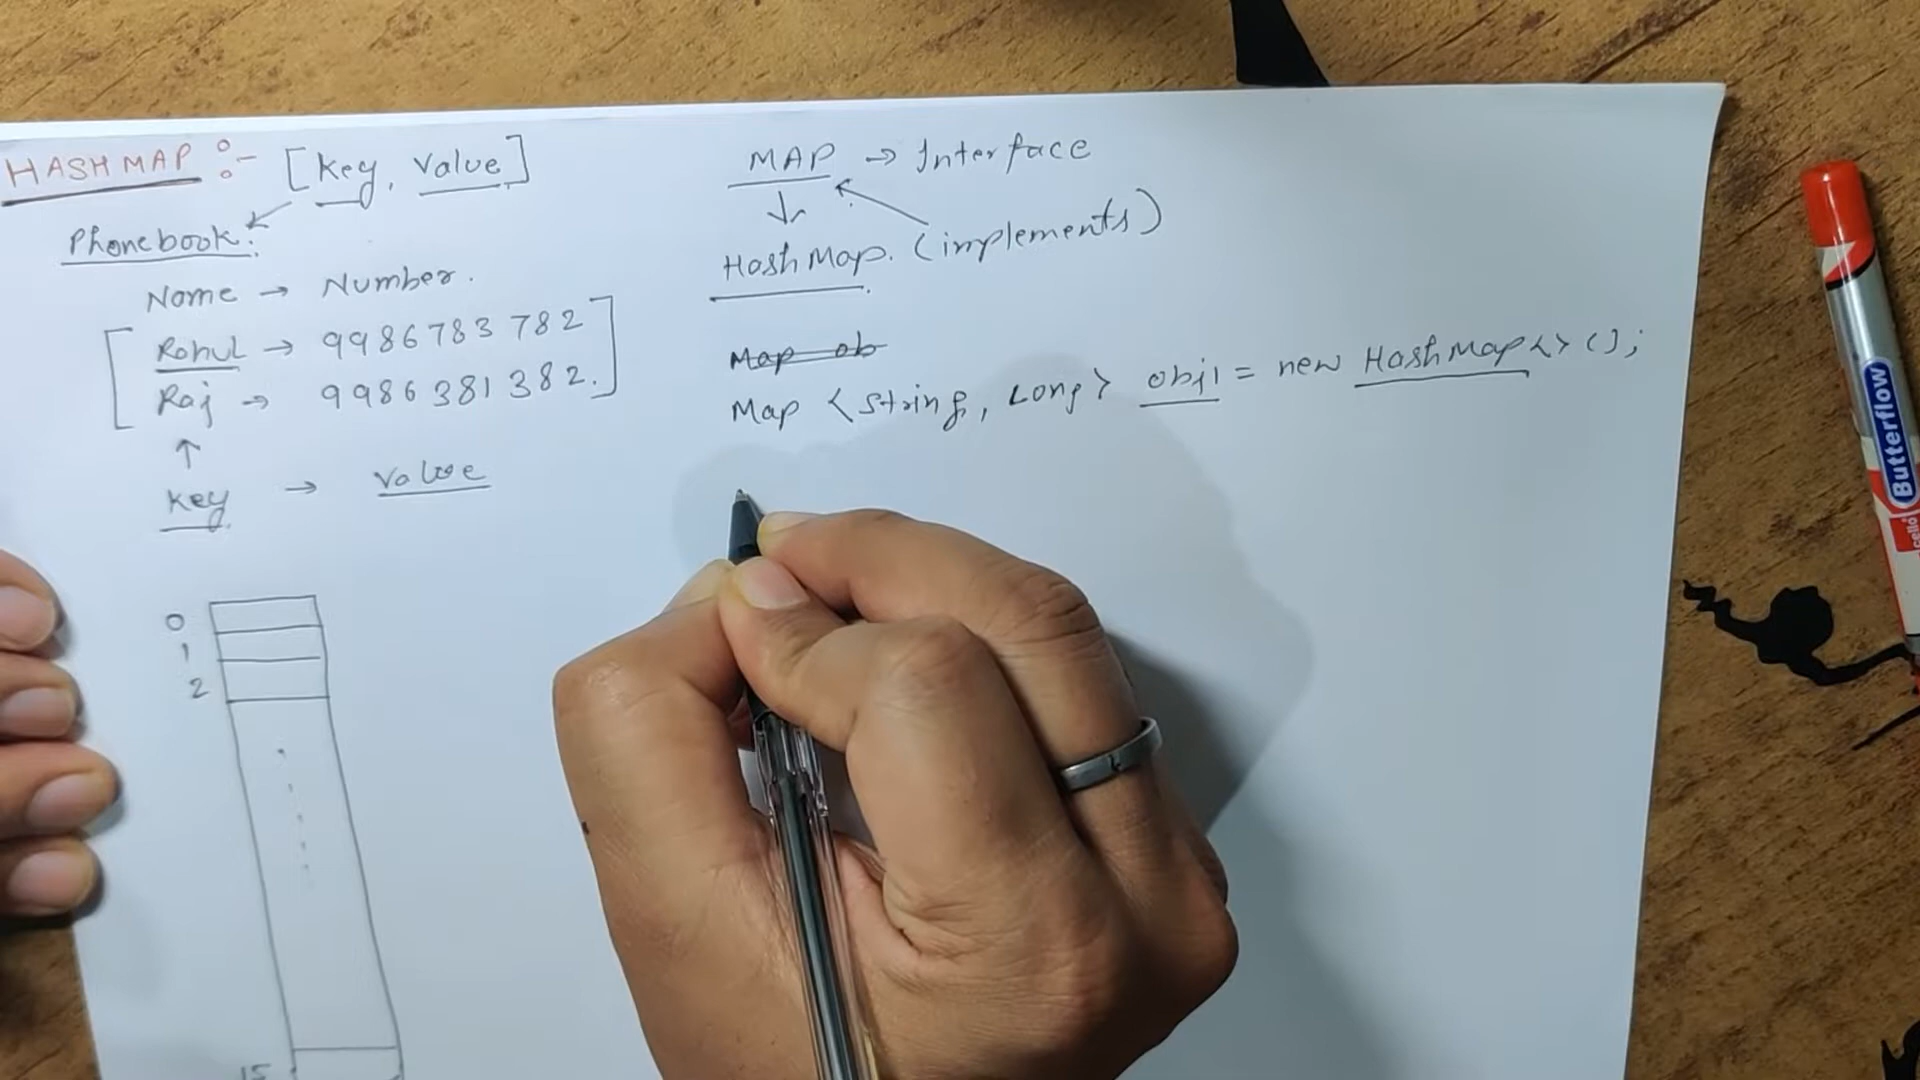 HASHMAP :- [Key, Value]
Phonebook:
Name → Number.
Rahul → 9986783782
Raj → 9986381382.
↑
Key → Value
0
1
2
15
MAP → Interface
↓
HashMap. (implements)
Map ob
Map <String, Long> obj1 = new HashMap<>();
cello Butterflow